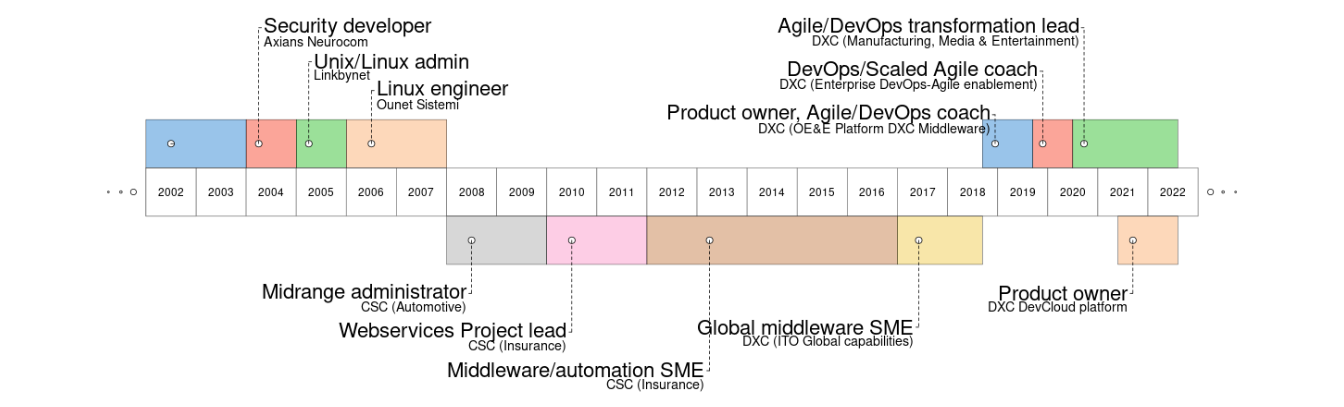 Security developer
Axians Neurocom
Unix/Linux admin
Linkbynet
Linux engineer
Ounet Sistemi
Agile/DevOps transformation lead
DXC (Manufacturing, Media & Entertainment)
DevOps/Scaled Agile coach
DXC (Enterprise DevOps-Agile enablement)
Product owner, Agile/DevOps coach
DXC (OE&E Platform DXC Middleware)
2002 2003 2004 2005 2006 2007 2008 2009 2010 2011 2012 2013 2014 2015 2016 2017 2018 2019 2020 2021 2022
Midrange administrator
CSC (Automotive)
Webservices Project lead
CSC (Insurance)
Middleware/automation SME
CSC (Insurance)
Global middleware SME
DXC (ITO Global capabilities)
Product owner
DXC DevCloud platform